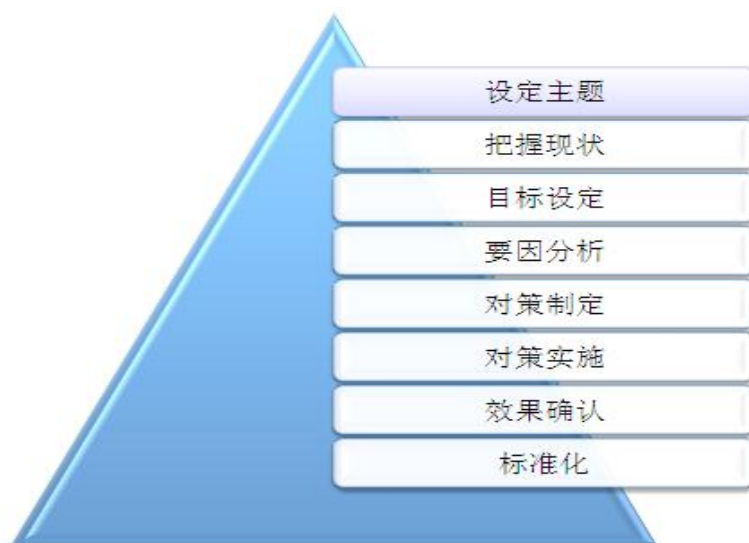 设定主题
把握现状
目标设定
要因分析
对策制定
对策实施
效果确认
标准化